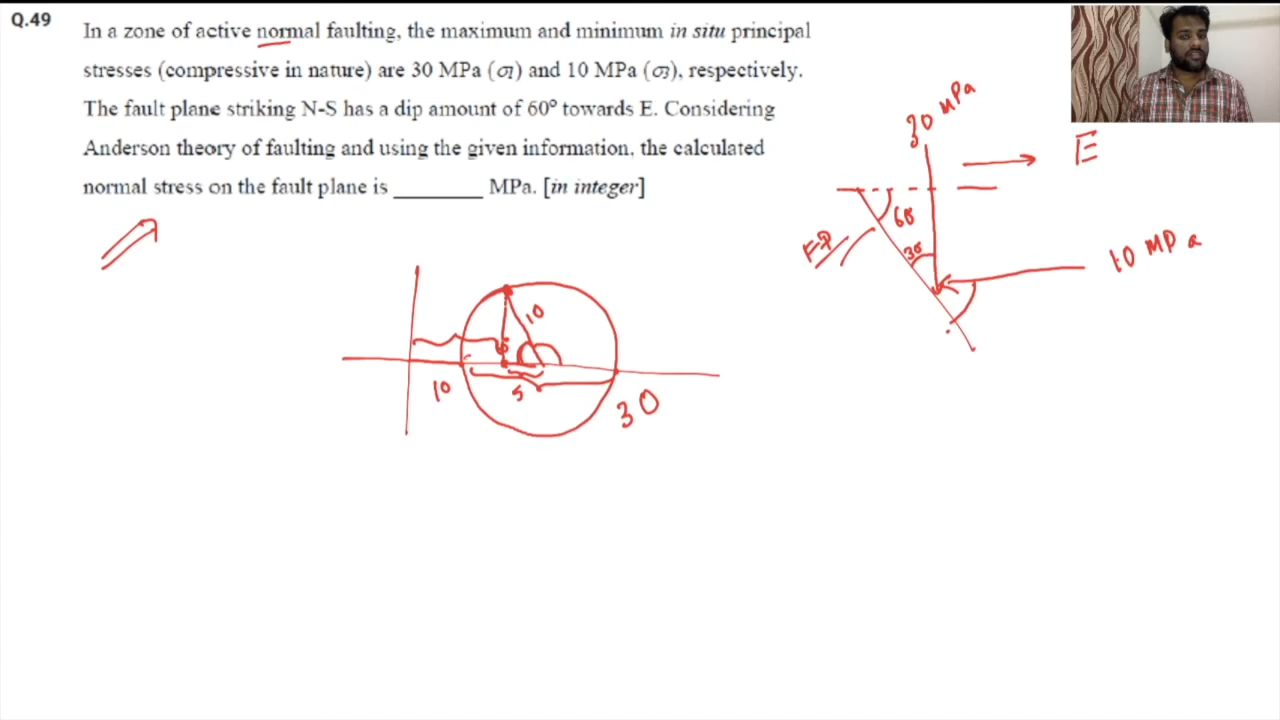 Q.49
In a zone of active normal faulting, the maximum and minimum in situ principal
stresses (compressive in nature) are 30 MPa (σ1) and 10 MPa (σ3), respectively.
The fault plane striking N-S has a dip amount of 60° towards E. Considering
Anderson theory of faulting and using the given information, the calculated
normal stress on the fault plane is ________ MPa. [in integer]
30 MPa
E
60
FP
30
10 MPa
10
10
5
30